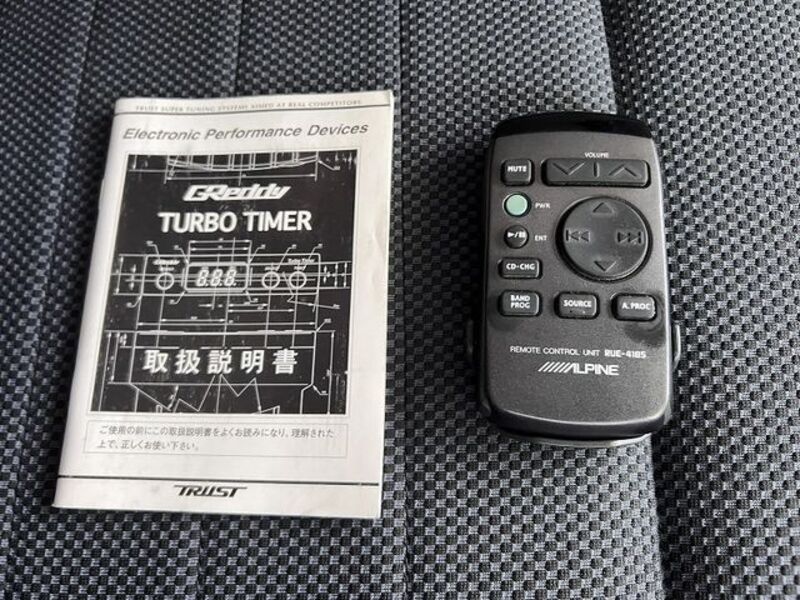 TRUST SUPER TUNING SYSTEMS AIMED AT REAL COMPETITORS
Electronic Performance Devices
GReddy
TURBO TIMER
GReddy
Turbo Timer
8.8.8.
取扱説明書
ご使用の前にこの取扱説明書をよくお読みになり、理解された
上で、正しくお使い下さい。
TRUST
VOLUME
MUTE
PWR
ENT
CD-CHG
BAND
PROG
SOURCE
A. PROC
REMOTE CONTROL UNIT RUE-4185
ALPINE